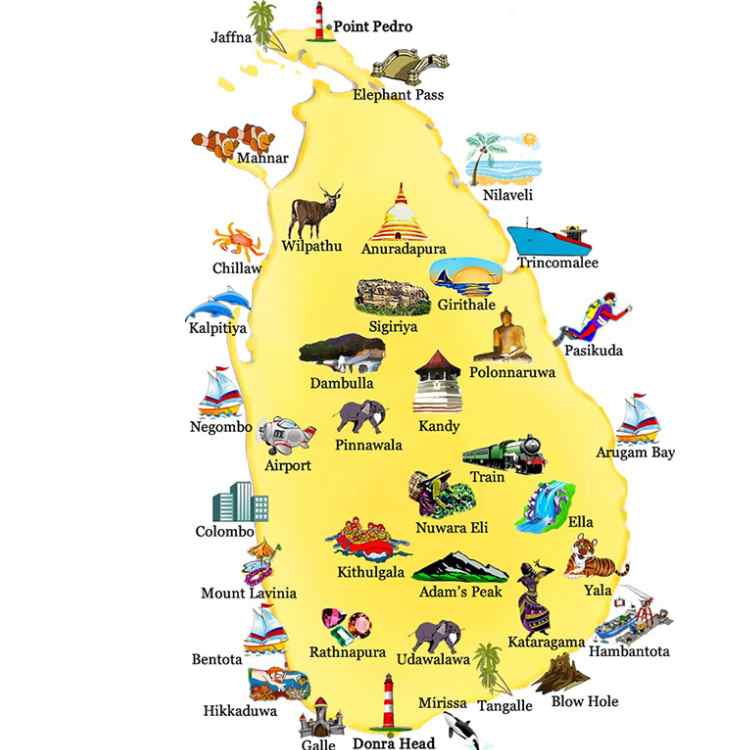 Point Pedro
Jaffna
Elephant Pass
Mannar
Nilaveli
Wilpathu
Anuradapura
Trincomalee
Chillaw
Girithale
Sigiriya
Kalpitiya
Pasikuda
Polonnaruwa
Dambulla
Kandy
Negombo
Pinnawala
Arugam Bay
Airport
Train
Nuwara Eli
Ella
Colombo
Kithulgala
Adam's Peak
Yala
Mount Lavinia
Kataragama
Hambantota
Rathnapura
Udawalawa
Bentota
Blow Hole
Mirissa
Tangalle
Hikkaduwa
Galle
Donra Head